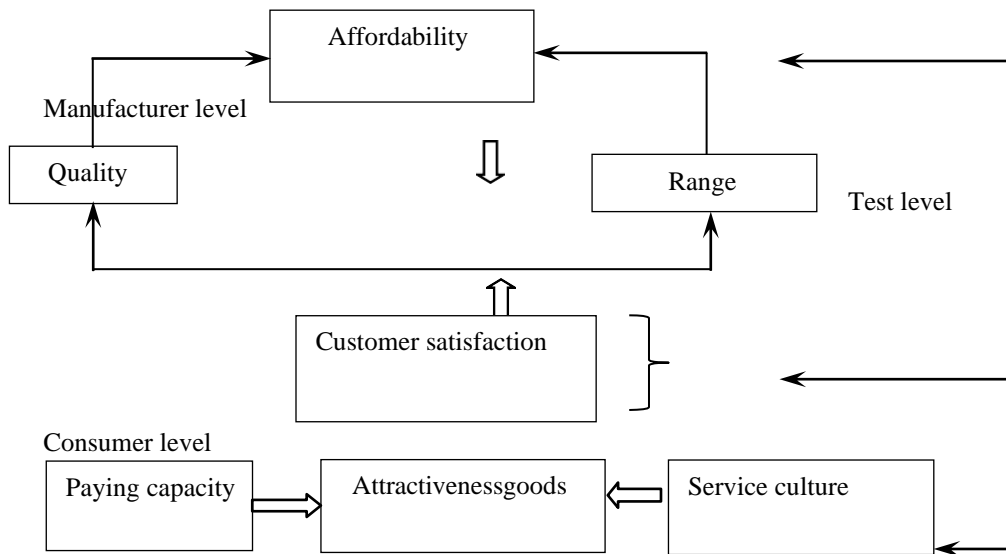 Affordability
Manufacturer level
Quality
Range
Test level
Customer satisfaction
Consumer level
Paying capacity
Attractivenessgoods
Service culture